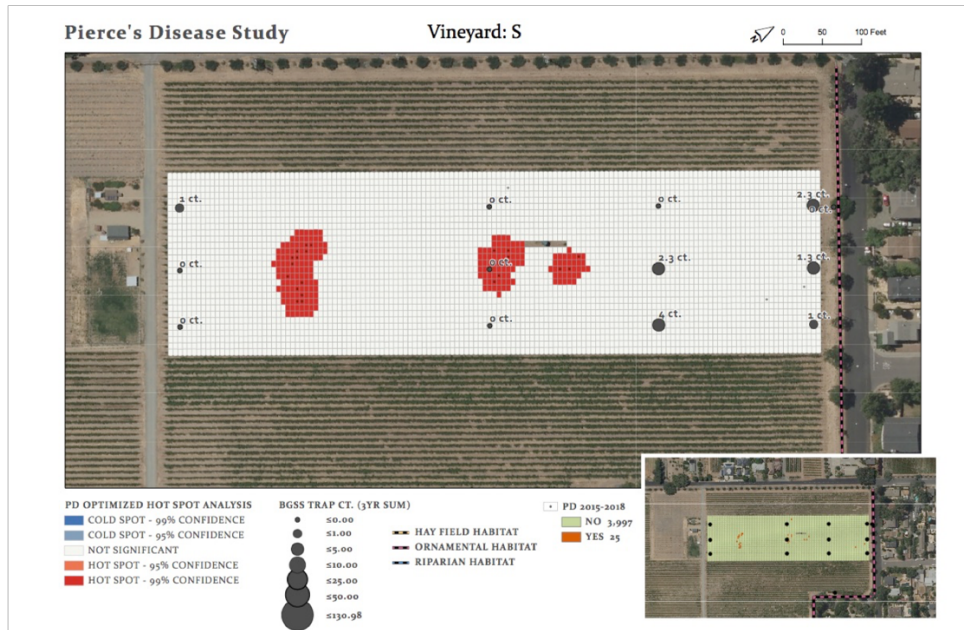 Pierce's Disease Study
Vineyard: S
0 50 100 Feet
2.3 ct.
1 ct.
0 ct.
0 ct.
0 ct.
0 ct.
0 ct.
2.3 ct.
1.3 ct.
0 ct.
0 ct.
4 ct.
1 ct.
PD OPTIMIZED HOT SPOT ANALYSIS
COLD SPOT - 99% CONFIDENCE
COLD SPOT - 95% CONFIDENCE
NOT SIGNIFICANT
HOT SPOT - 95% CONFIDENCE
HOT SPOT - 99% CONFIDENCE
BGSS TRAP CT. (3YR SUM)
≤0.00
≤1.00
≤5.00
≤10.00
≤25.00
≤50.00
≤130.98
HAY FIELD HABITAT
ORNAMENTAL HABITAT
RIPARIAN HABITAT
PD 2015-2018
NO 3,997
YES 25